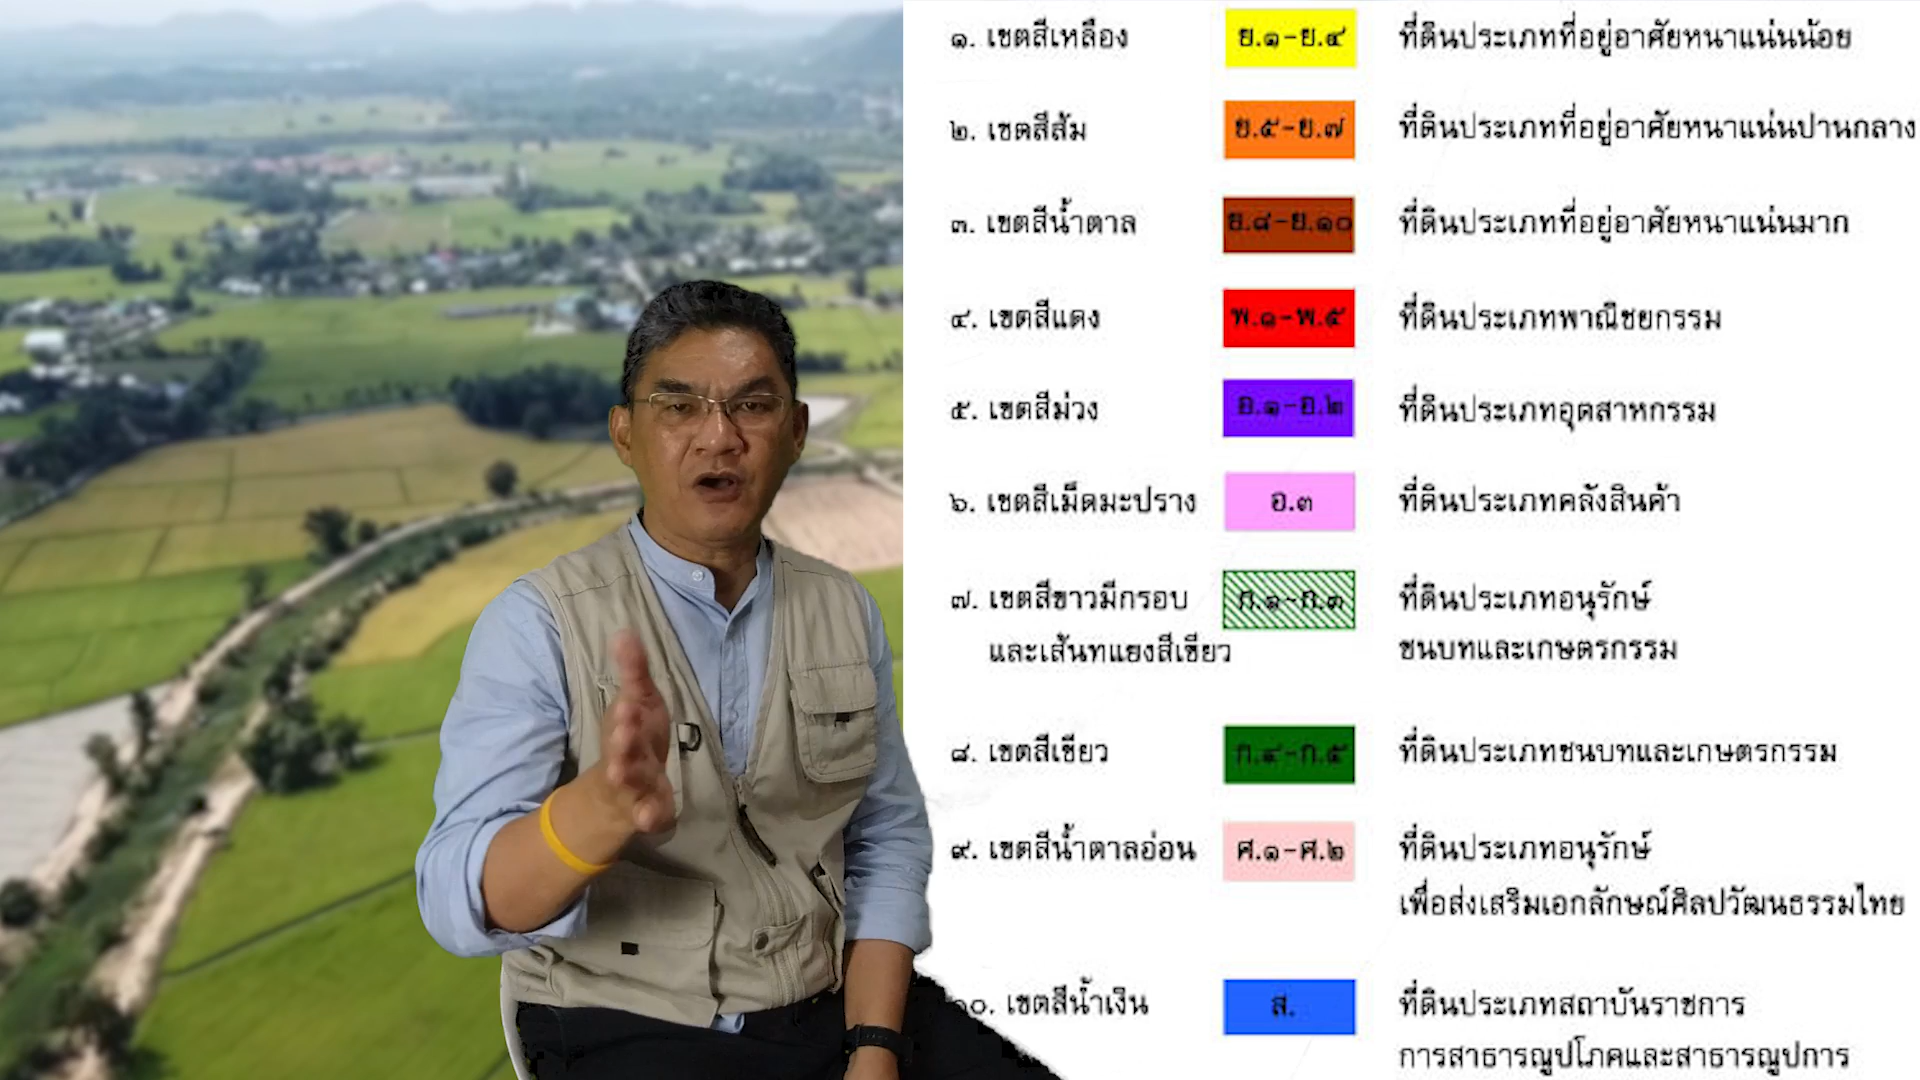 ๑. เขตสีเหลือง ย.๑-ย.๔ ที่ดินประเภทที่อยู่อาศัยหนาแน่นน้อย
๒. เขตสีส้ม ย.๕-ย.๗ ที่ดินประเภทที่อยู่อาศัยหนาแน่นปานกลาง
๓. เขตสีน้ำตาล ย.๘-ย.๑๐ ที่ดินประเภทที่อยู่อาศัยหนาแน่นมาก
๔. เขตสีแดง พ.๑-พ.๕ ที่ดินประเภทพาณิชยกรรม
๕. เขตสีม่วง อ.๑-อ.๒ ที่ดินประเภทอุตสาหกรรม
๖. เขตสีเม็ดมะปราง อ.๓ ที่ดินประเภทคลังสินค้า
๗. เขตสีขาวมีกรอบ ก.๑-ก.๓ ที่ดินประเภทอนุรักษ์
และเส้นทแยงสีเขียว ชนบทและเกษตรกรรม
๘. เขตสีเขียว ก.๔-ก.๕ ที่ดินประเภทชนบทและเกษตรกรรม
๙. เขตสีน้ำตาลอ่อน ศ.๑-ศ.๒ ที่ดินประเภทอนุรักษ์
เพื่อส่งเสริมเอกลักษณ์ศิลปวัฒนธรรมไทย
๑๐. เขตสีน้ำเงิน ส. ที่ดินประเภทสถาบันราชการ
การสาธารณูปโภคและสาธารณูปการ